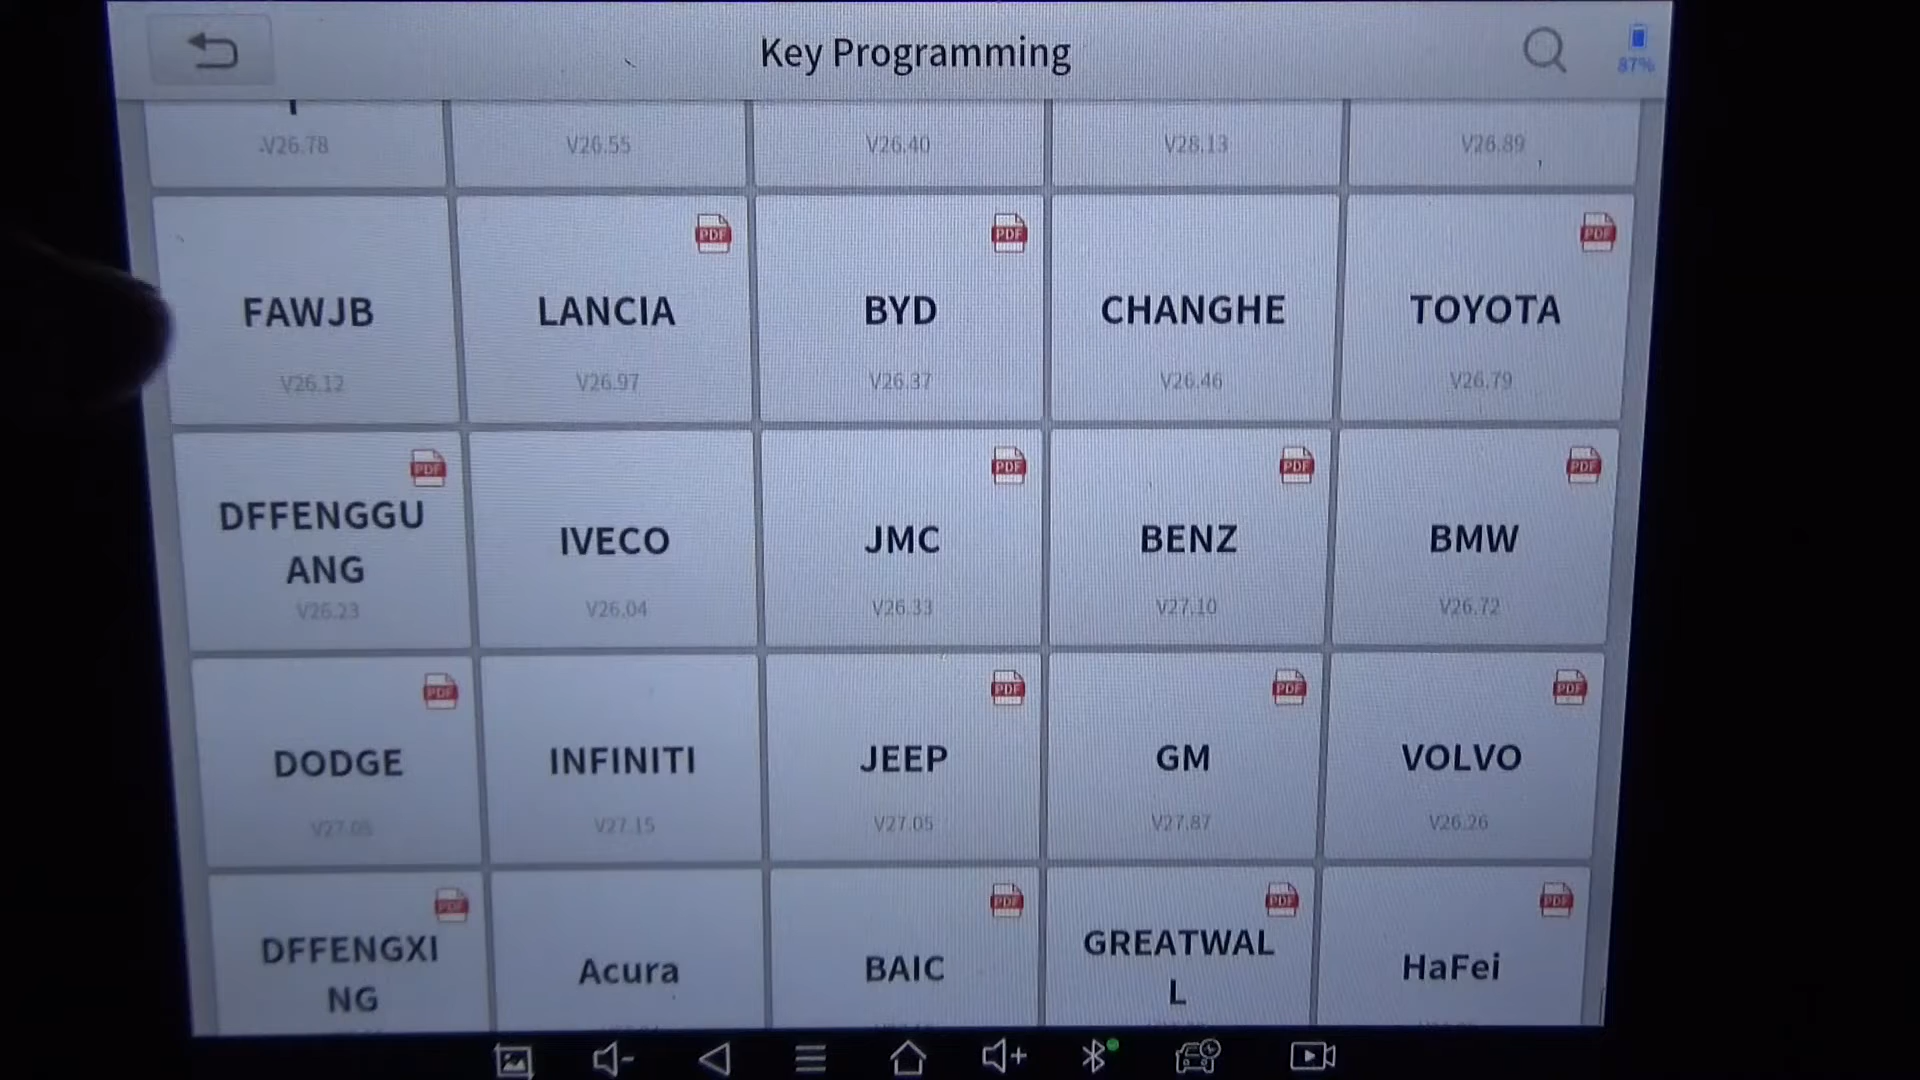 Key Programming
87%
V26.78 V26.55 V26.40 V28.13 V26.89
PDF PDF PDF
FAWJB LANCIA BYD CHANGHE TOYOTA
V26.12 V26.97 V26.37 V26.46 V26.79
PDF PDF PDF PDF
DFFENGGU
ANG
IVECO JMC BENZ BMW
V26.23 V26.04 V26.33 V27.10 V26.72
PDF PDF PDF PDF
DODGE INFINITI JEEP GM VOLVO
V27.15 V27.05 V27.87 V26.26
PDF PDF PDF PDF
DFFENGXI
NG
Acura BAIC
GREATWAL
L
HaFei